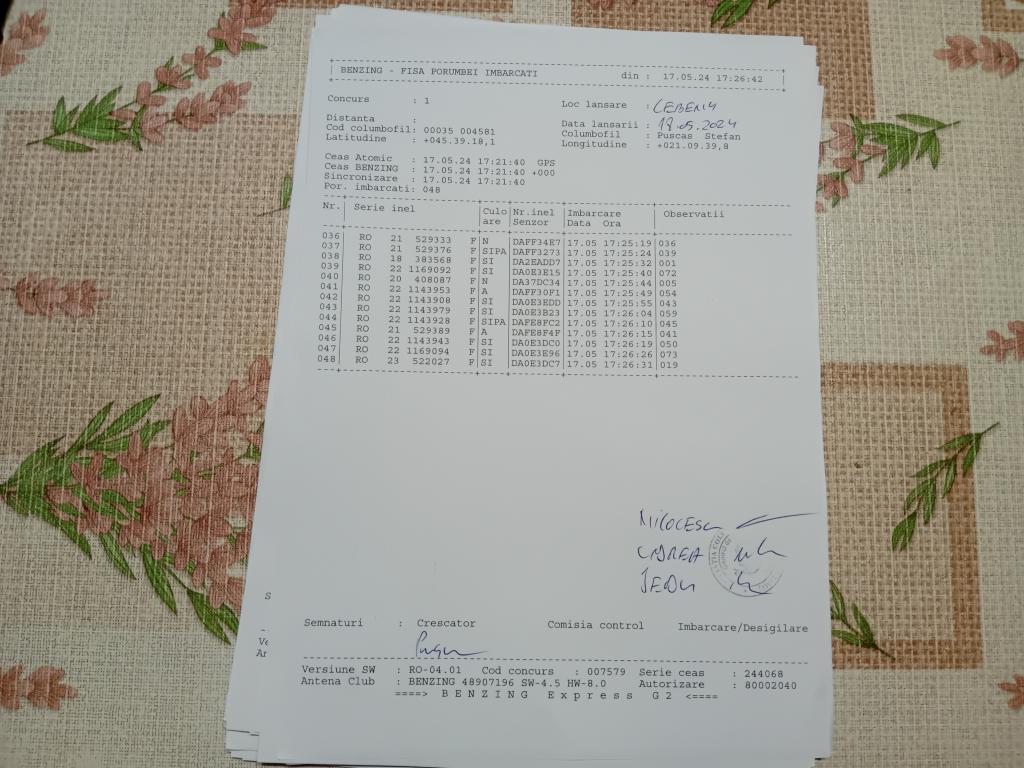 BENZING - FISA PORUMBEI IMBARCATI din : 17.05.24 17:26:42
Concurs : 1 Loc lansare : LEBENY
Distanta : Data lansarii : 18.05.2024
Cod columbofil: 00035 004581 Columbofil : Puscas Stefan
Latitudine : +045.39.18,1 Longitudine : +021.09.39,8
Ceas Atomic : 17.05.24 17:21:40 GPS
Ceas BENZING : 17.05.24 17:21:40 +000
Sincronizare : 17.05.24 17:21:40
Por. imbarcati: 048
Nr. Serie inel Culo Nr.inel Imbarcare Observatii
are Senzor Data Ora
036 RO 21 529333 F N DAFF34E7 17.05 17:25:19 036
037 RO 21 529376 F SIPA DAFF3273 17.05 17:25:24 039
038 RO 18 383568 F SI DA2EADD7 17.05 17:25:32 001
039 RO 22 1169092 F SI DA0E3E15 17.05 17:25:40 072
040 RO 20 408087 F N DA37DC34 17.05 17:25:44 005
041 RO 22 1143953 F A DAFF30F1 17.05 17:25:49 054
042 RO 22 1143908 F SI DA0E3EDD 17.05 17:25:55 043
043 RO 22 1143979 F SI DA0E3B23 17.05 17:26:04 059
044 RO 22 1143928 F SIPA DAFE8FC2 17.05 17:26:10 045
045 RO 21 529389 F A DAFE8F4F 17.05 17:26:15 041
046 RO 22 1143943 F SI DA0E3DC0 17.05 17:26:19 050
047 RO 22 1169094 F SI DA0E3E96 17.05 17:26:26 073
048 RO 23 522027 F SI DA0E3DC7 17.05 17:26:31 019
S
Semnaturi : Crescator Comisia control Imbarcare/Desigilare
Ve
Versiune SW : RO-04.01 Cod concurs : 007579 Serie ceas : 244068
Antena Club : BENZING 48907196 SW-4.5 HW-8.0 Autorizare : 80002040
====> B E N Z I N G E x p r e s s G 2 <====